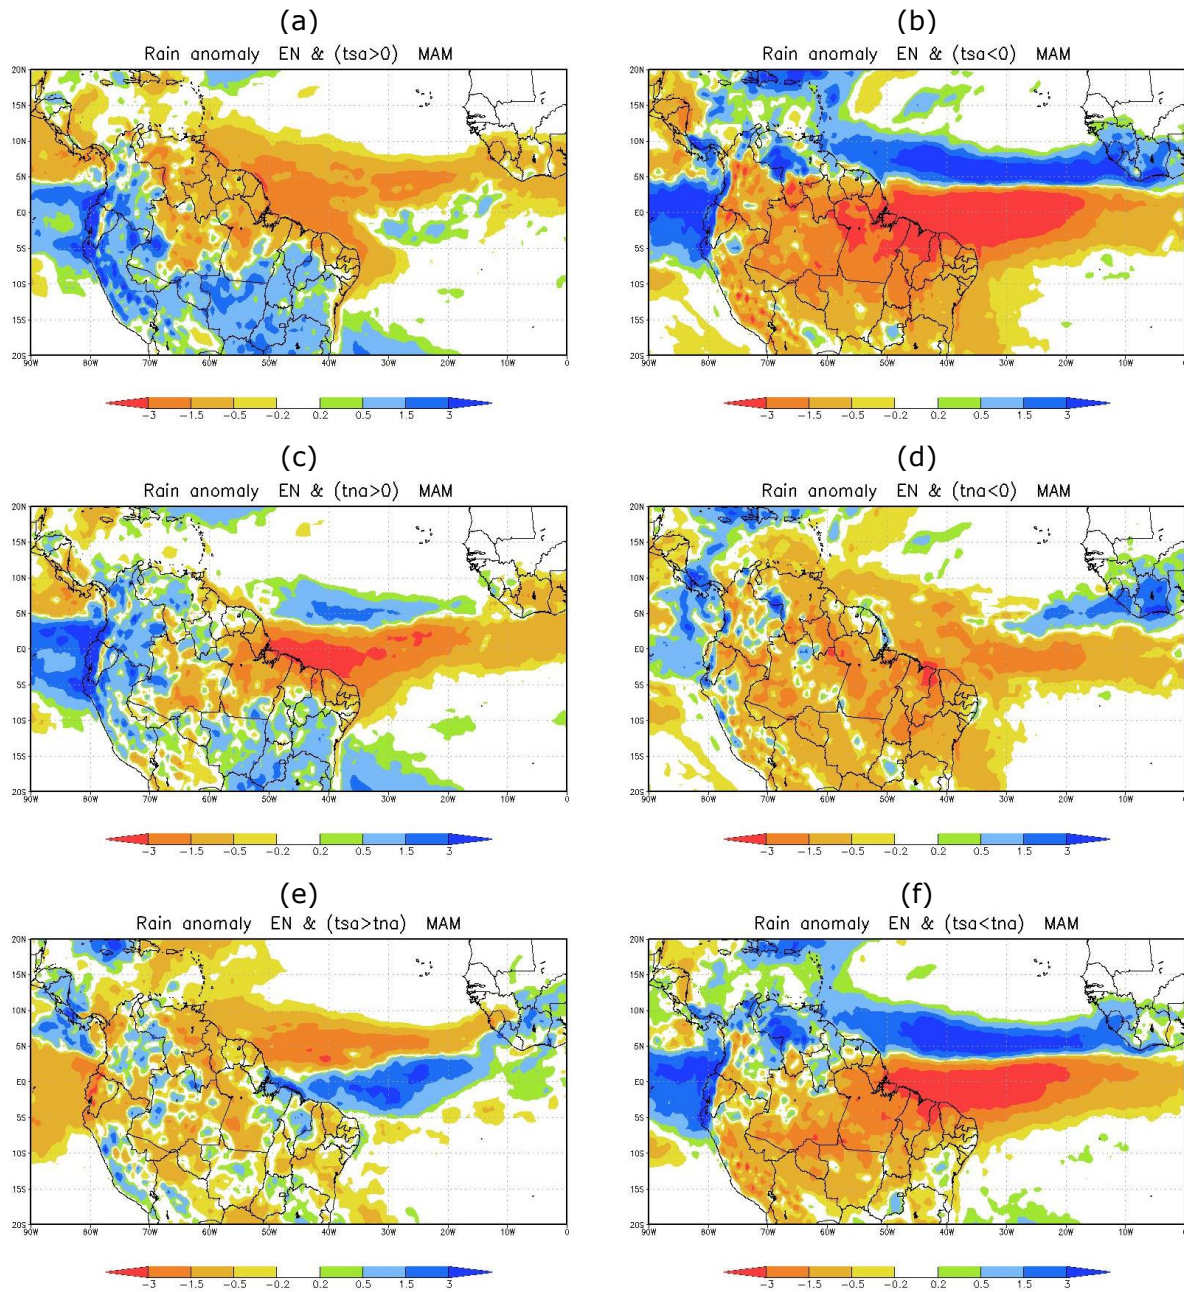 (a) (b)
Rain anomaly EN & (tsa>0) MAM Rain anomaly EN & (tsa<0) MAM
20N 20N
15N 15N
10N 10N
5N 5N
EQ EQ
5S 5S
10S 10S
15S 15S
20S 20S
90W 80W 70W 60W 50W 40W 30W 20W 10W 0 90W 80W 70W 60W 50W 40W 30W 20W 10W 0
-3 -1.5 -0.5 -0.2 0.2 0.5 1.5 3 -3 -1.5 -0.5 -0.2 0.2 0.5 1.5 3
(c) (d)
Rain anomaly EN & (tna>0) MAM Rain anomaly EN & (tna<0) MAM
20N 20N
15N 15N
10N 10N
5N 5N
EQ EQ
5S 5S
10S 10S
15S 15S
20S 20S
90W 80W 70W 60W 50W 40W 30W 20W 10W 0 90W 80W 70W 60W 50W 40W 30W 20W 10W 0
-3 -1.5 -0.5 -0.2 0.2 0.5 1.5 3 -3 -1.5 -0.5 -0.2 0.2 0.5 1.5 3
(e) (f)
Rain anomaly EN & (tsa>tna) MAM Rain anomaly EN & (tsa<tna) MAM
20N 20N
15N 15N
10N 10N
5N 5N
EQ EQ
5S 5S
10S 10S
15S 15S
20S 20S
90W 80W 70W 60W 50W 40W 30W 20W 10W 0 90W 80W 70W 60W 50W 40W 30W 20W 10W 0
-3 -1.5 -0.5 -0.2 0.2 0.5 1.5 3 -3 -1.5 -0.5 -0.2 0.2 0.5 1.5 3